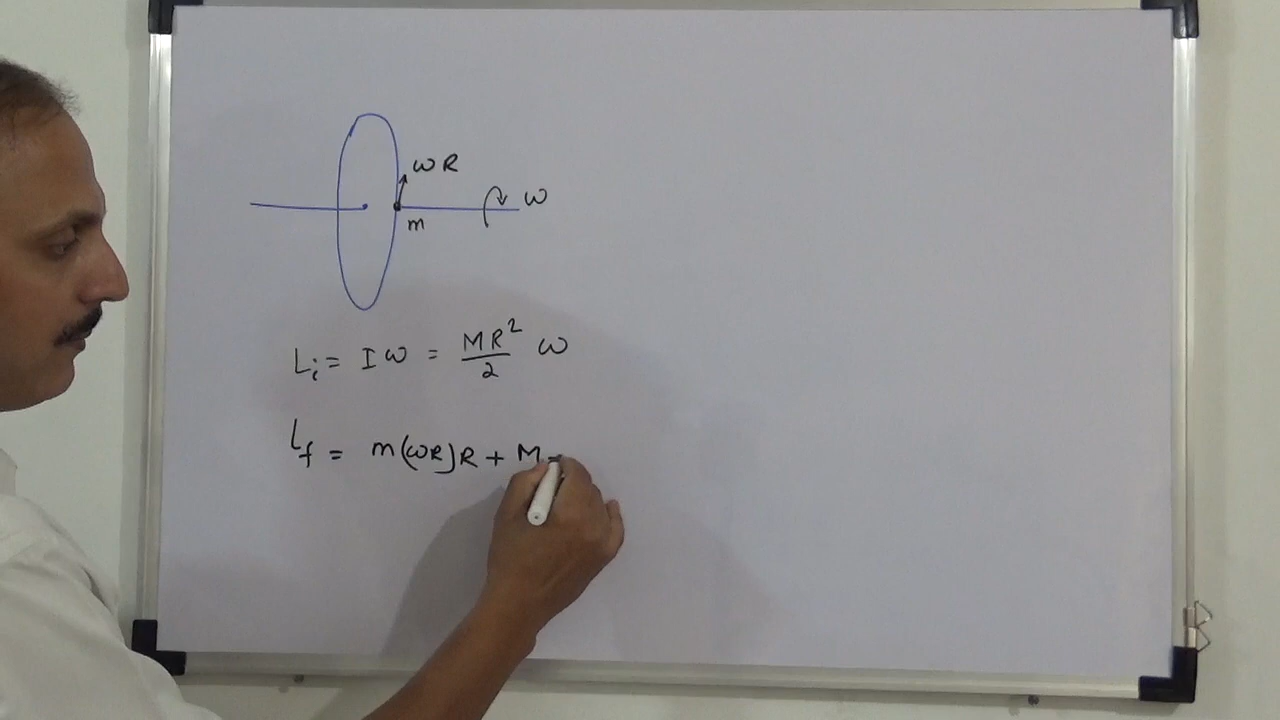 ωR
ω
m
Lᵢ = Iω = MR²/2 ω
L_f = m(ωR)R + M